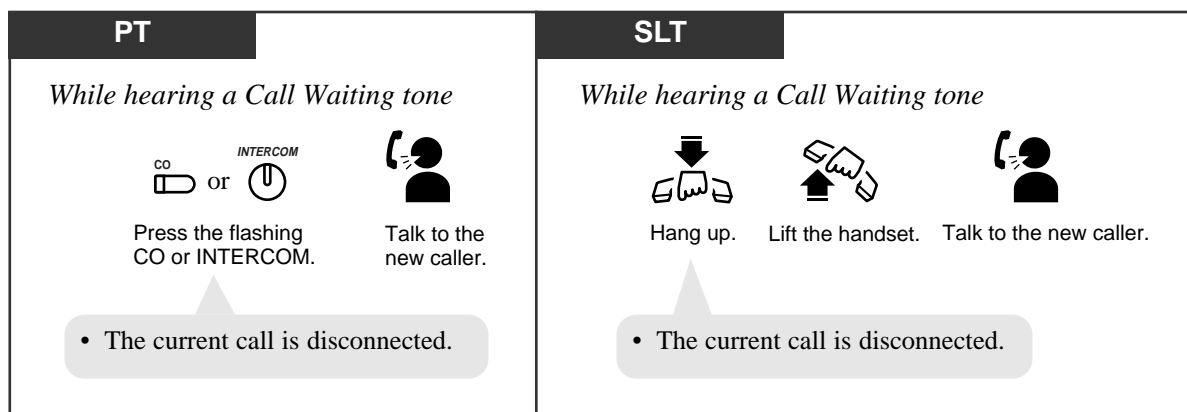 PT
While hearing a Call Waiting tone
CO
or
INTERCOM
Press the flashing
CO or INTERCOM.
Talk to the
new caller.
• The current call is disconnected.
SLT
While hearing a Call Waiting tone
Hang up.
Lift the handset.
Talk to the new caller.
• The current call is disconnected.